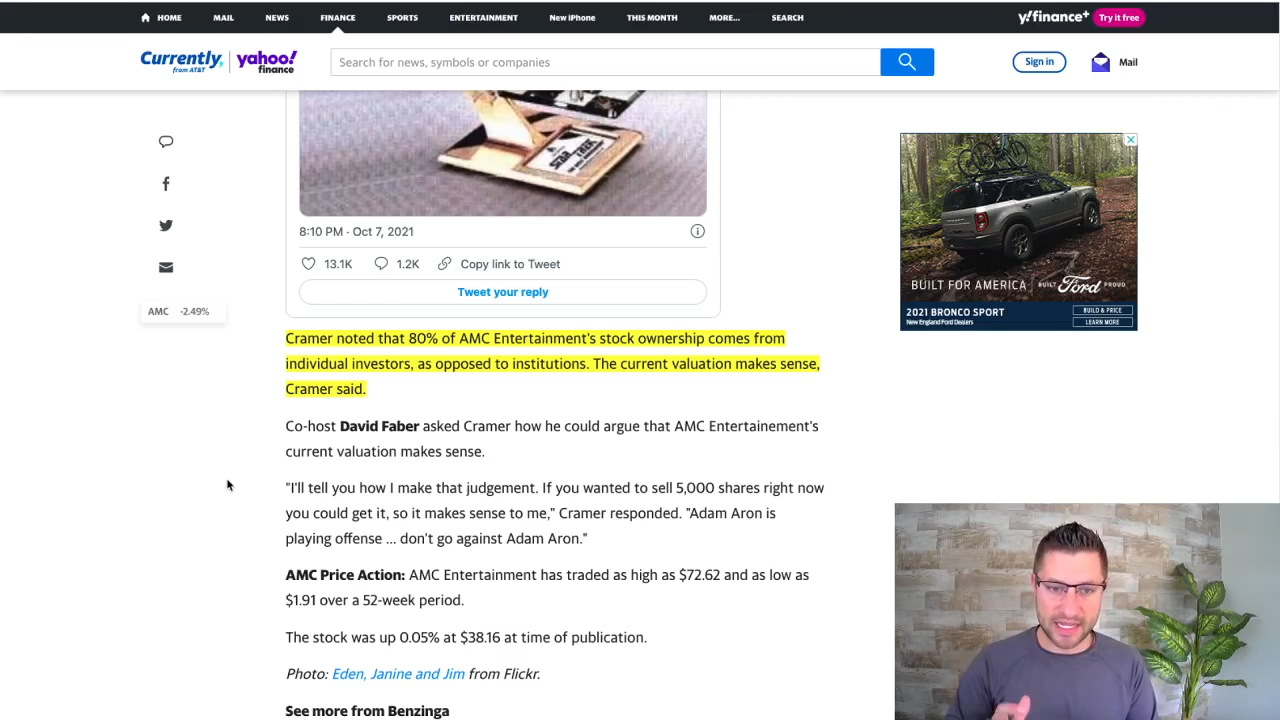 HOME MAIL NEWS FINANCE SPORTS ENTERTAINMENT New iPhone THIS MONTH MORE... SEARCH y!finance+ Try it free
Currently, from AT&T yahoo! finance Search for news, symbols or companies Sign in Mail
8:10 PM · Oct 7, 2021
13.1K 1.2K Copy link to Tweet
Tweet your reply
AMC -2.49%
BUILT FOR AMERICA BUILT Ford PROUD
2021 BRONCO SPORT BUILD & PRICE
New England Ford Dealers LEARN MORE
Cramer noted that 80% of AMC Entertainment's stock ownership comes from
individual investors, as opposed to institutions. The current valuation makes sense,
Cramer said.
Co-host David Faber asked Cramer how he could argue that AMC Entertainement's
current valuation makes sense.
"I'll tell you how I make that judgement. If you wanted to sell 5,000 shares right now
you could get it, so it makes sense to me," Cramer responded. "Adam Aron is
playing offense ... don't go against Adam Aron."
AMC Price Action: AMC Entertainment has traded as high as $72.62 and as low as
$1.91 over a 52-week period.
The stock was up 0.05% at $38.16 at time of publication.
Photo: Eden, Janine and Jim from Flickr.
See more from Benzinga